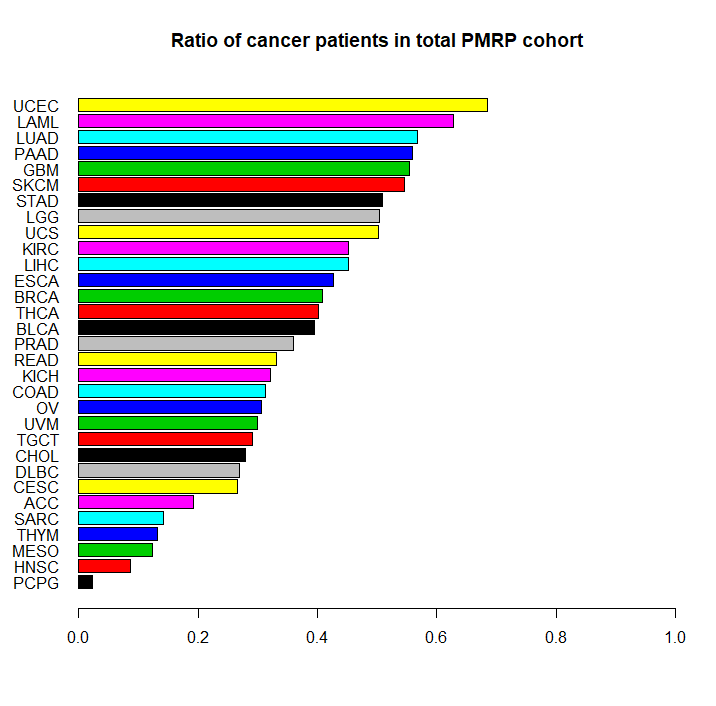 Ratio of cancer patients in total PMRP cohort
UCEC
LAML
LUAD
PAAD
GBM
SKCM
STAD
LGG
UCS
KIRC
LIHC
ESCA
BRCA
THCA
BLCA
PRAD
READ
KICH
COAD
OV
UVM
TGCT
CHOL
DLBC
CESC
ACC
SARC
THYM
MESO
HNSC
PCPG
0.0 0.2 0.4 0.6 0.8 1.0